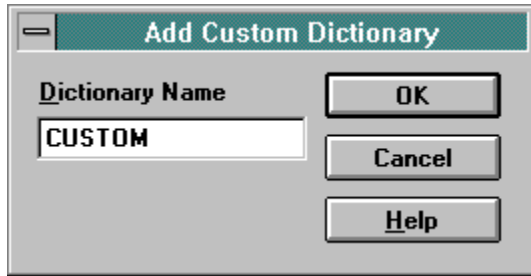 Add Custom Dictionary
Dictionary Name
CUSTOM
OK
Cancel
Help